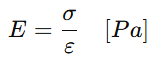 E = σ/ε [Pa]